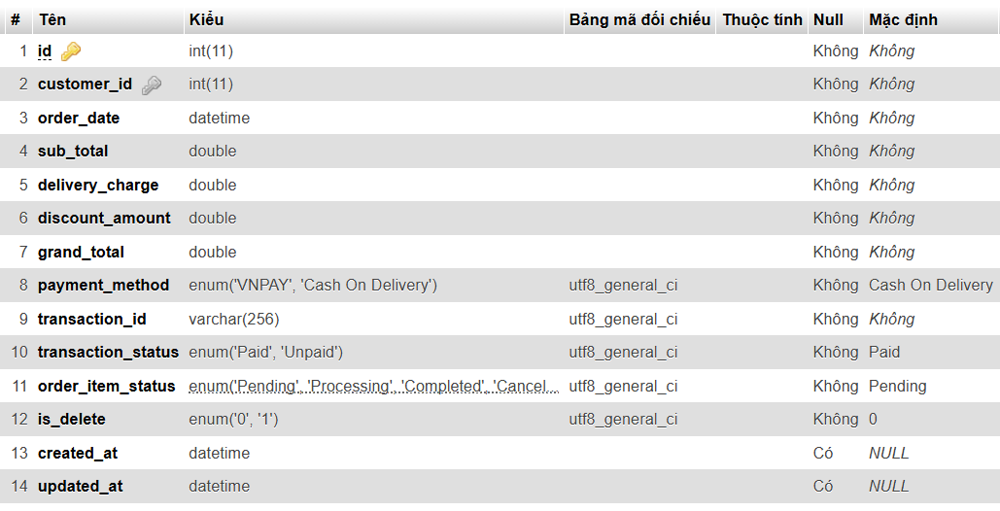 # Tên Kiểu Bảng mã đối chiếu Thuộc tính Null Mặc định
1 id int(11) Không Không
2 customer_id int(11) Không Không
3 order_date datetime Không Không
4 sub_total double Không Không
5 delivery_charge double Không Không
6 discount_amount double Không Không
7 grand_total double Không Không
8 payment_method enum('VNPAY', 'Cash On Delivery') utf8_general_ci Không Cash On Delivery
9 transaction_id varchar(256) utf8_general_ci Không Không
10 transaction_status enum('Paid', 'Unpaid') utf8_general_ci Không Paid
11 order_item_status enum('Pending', 'Processing', 'Completed', 'Cancel... utf8_general_ci Không Pending
12 is_delete enum('0', '1') utf8_general_ci Không 0
13 created_at datetime Có NULL
14 updated_at datetime Có NULL